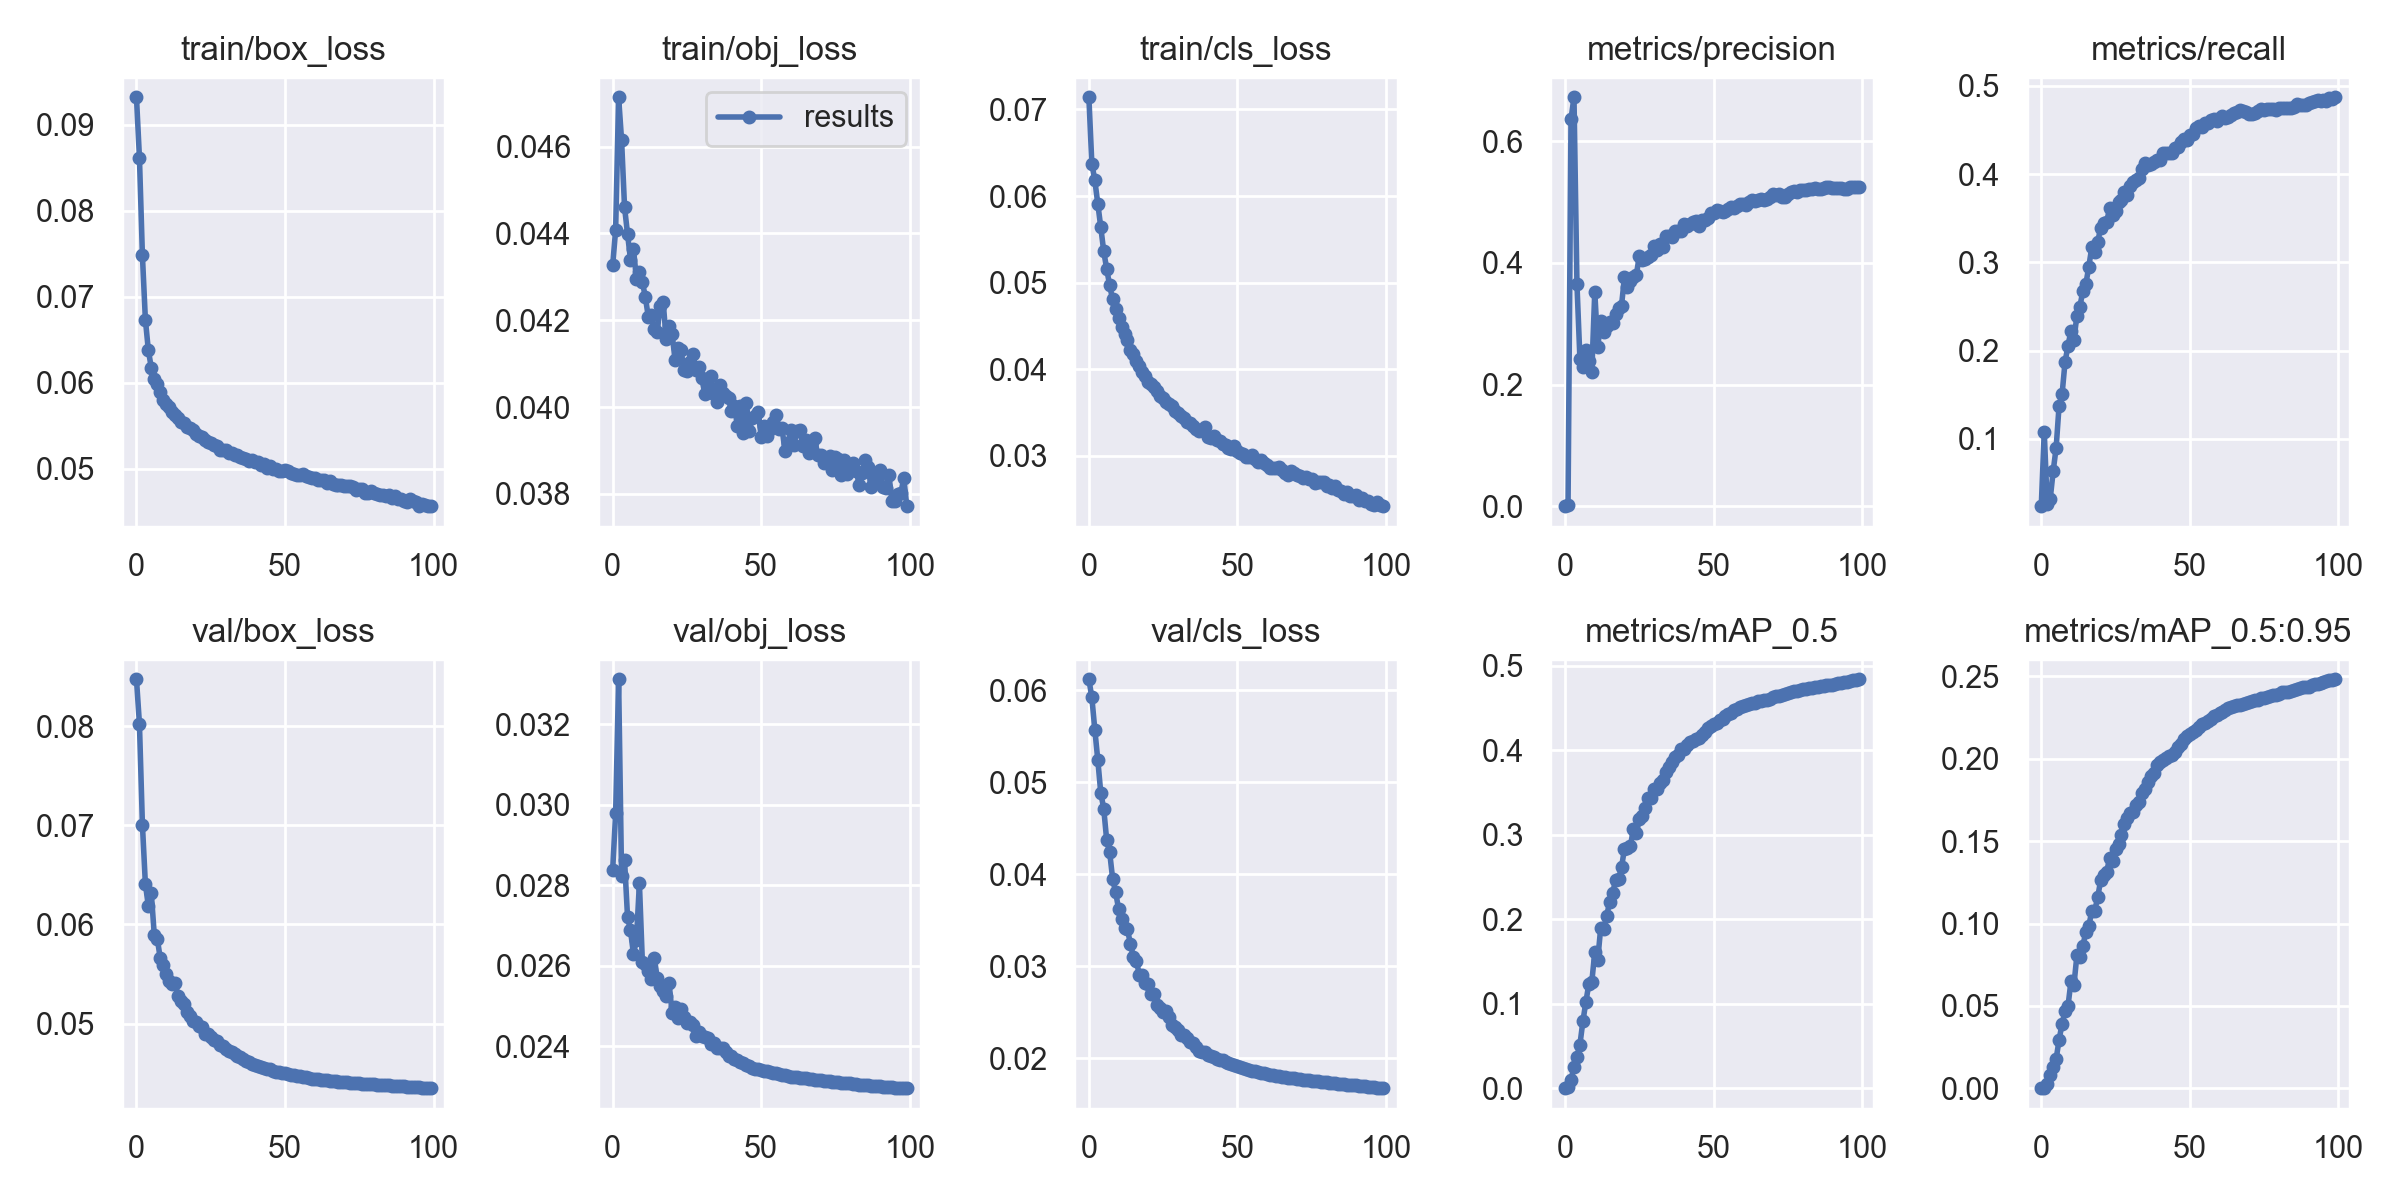 train/box_loss
0.09
0.08
0.07
0.06
0.05
0 50 100
train/obj_loss
results
0.046
0.044
0.042
0.040
0.038
0 50 100
train/cls_loss
0.07
0.06
0.05
0.04
0.03
0 50 100
metrics/precision
0.6
0.4
0.2
0.0
0 50 100
metrics/recall
0.5
0.4
0.3
0.2
0.1
0 50 100
val/box_loss
0.08
0.07
0.06
0.05
0 50 100
val/obj_loss
0.032
0.030
0.028
0.026
0.024
0 50 100
val/cls_loss
0.06
0.05
0.04
0.03
0.02
0 50 100
metrics/mAP_0.5
0.5
0.4
0.3
0.2
0.1
0.0
0 50 100
metrics/mAP_0.5:0.95
0.25
0.20
0.15
0.10
0.05
0.00
0 50 100